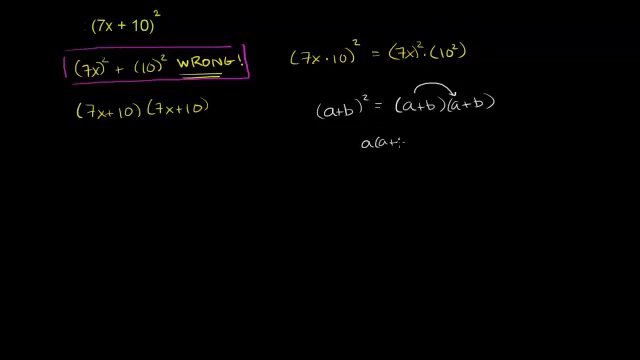 (7x + 10)²
(7x)² + (10)² WRONG!
(7x+10)(7x+10)
(7x·10)² = (7x)²·(10²)
(a+b)² = (a+b)(a+b)
a(a+